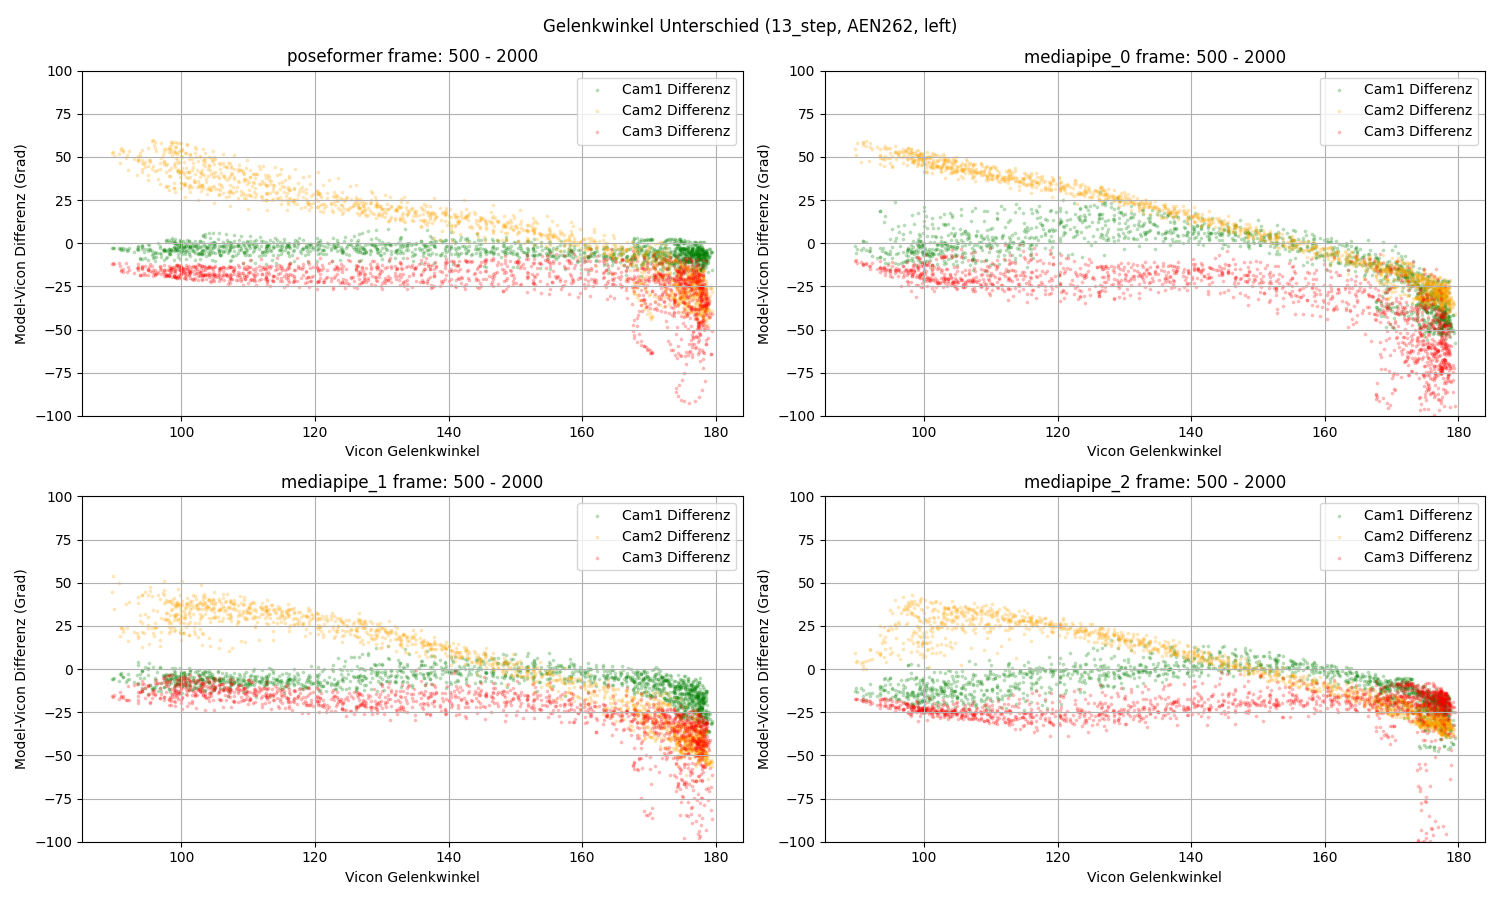 Gelenkwinkel Unterschied (13_step, AEN262, left)
poseformer frame: 500 - 2000
100
75
50
25
0
−25
−50
−75
−100
Model-Vicon Differenz (Grad)
Cam1 Differenz
Cam2 Differenz
Cam3 Differenz
100 120 140 160 180
Vicon Gelenkwinkel
mediapipe_0 frame: 500 - 2000
100
75
50
25
0
−25
−50
−75
−100
Model-Vicon Differenz (Grad)
Cam1 Differenz
Cam2 Differenz
Cam3 Differenz
100 120 140 160 180
Vicon Gelenkwinkel
mediapipe_1 frame: 500 - 2000
100
75
50
25
0
−25
−50
−75
−100
Model-Vicon Differenz (Grad)
Cam1 Differenz
Cam2 Differenz
Cam3 Differenz
100 120 140 160 180
Vicon Gelenkwinkel
mediapipe_2 frame: 500 - 2000
100
75
50
25
0
−25
−50
−75
−100
Model-Vicon Differenz (Grad)
Cam1 Differenz
Cam2 Differenz
Cam3 Differenz
100 120 140 160 180
Vicon Gelenkwinkel